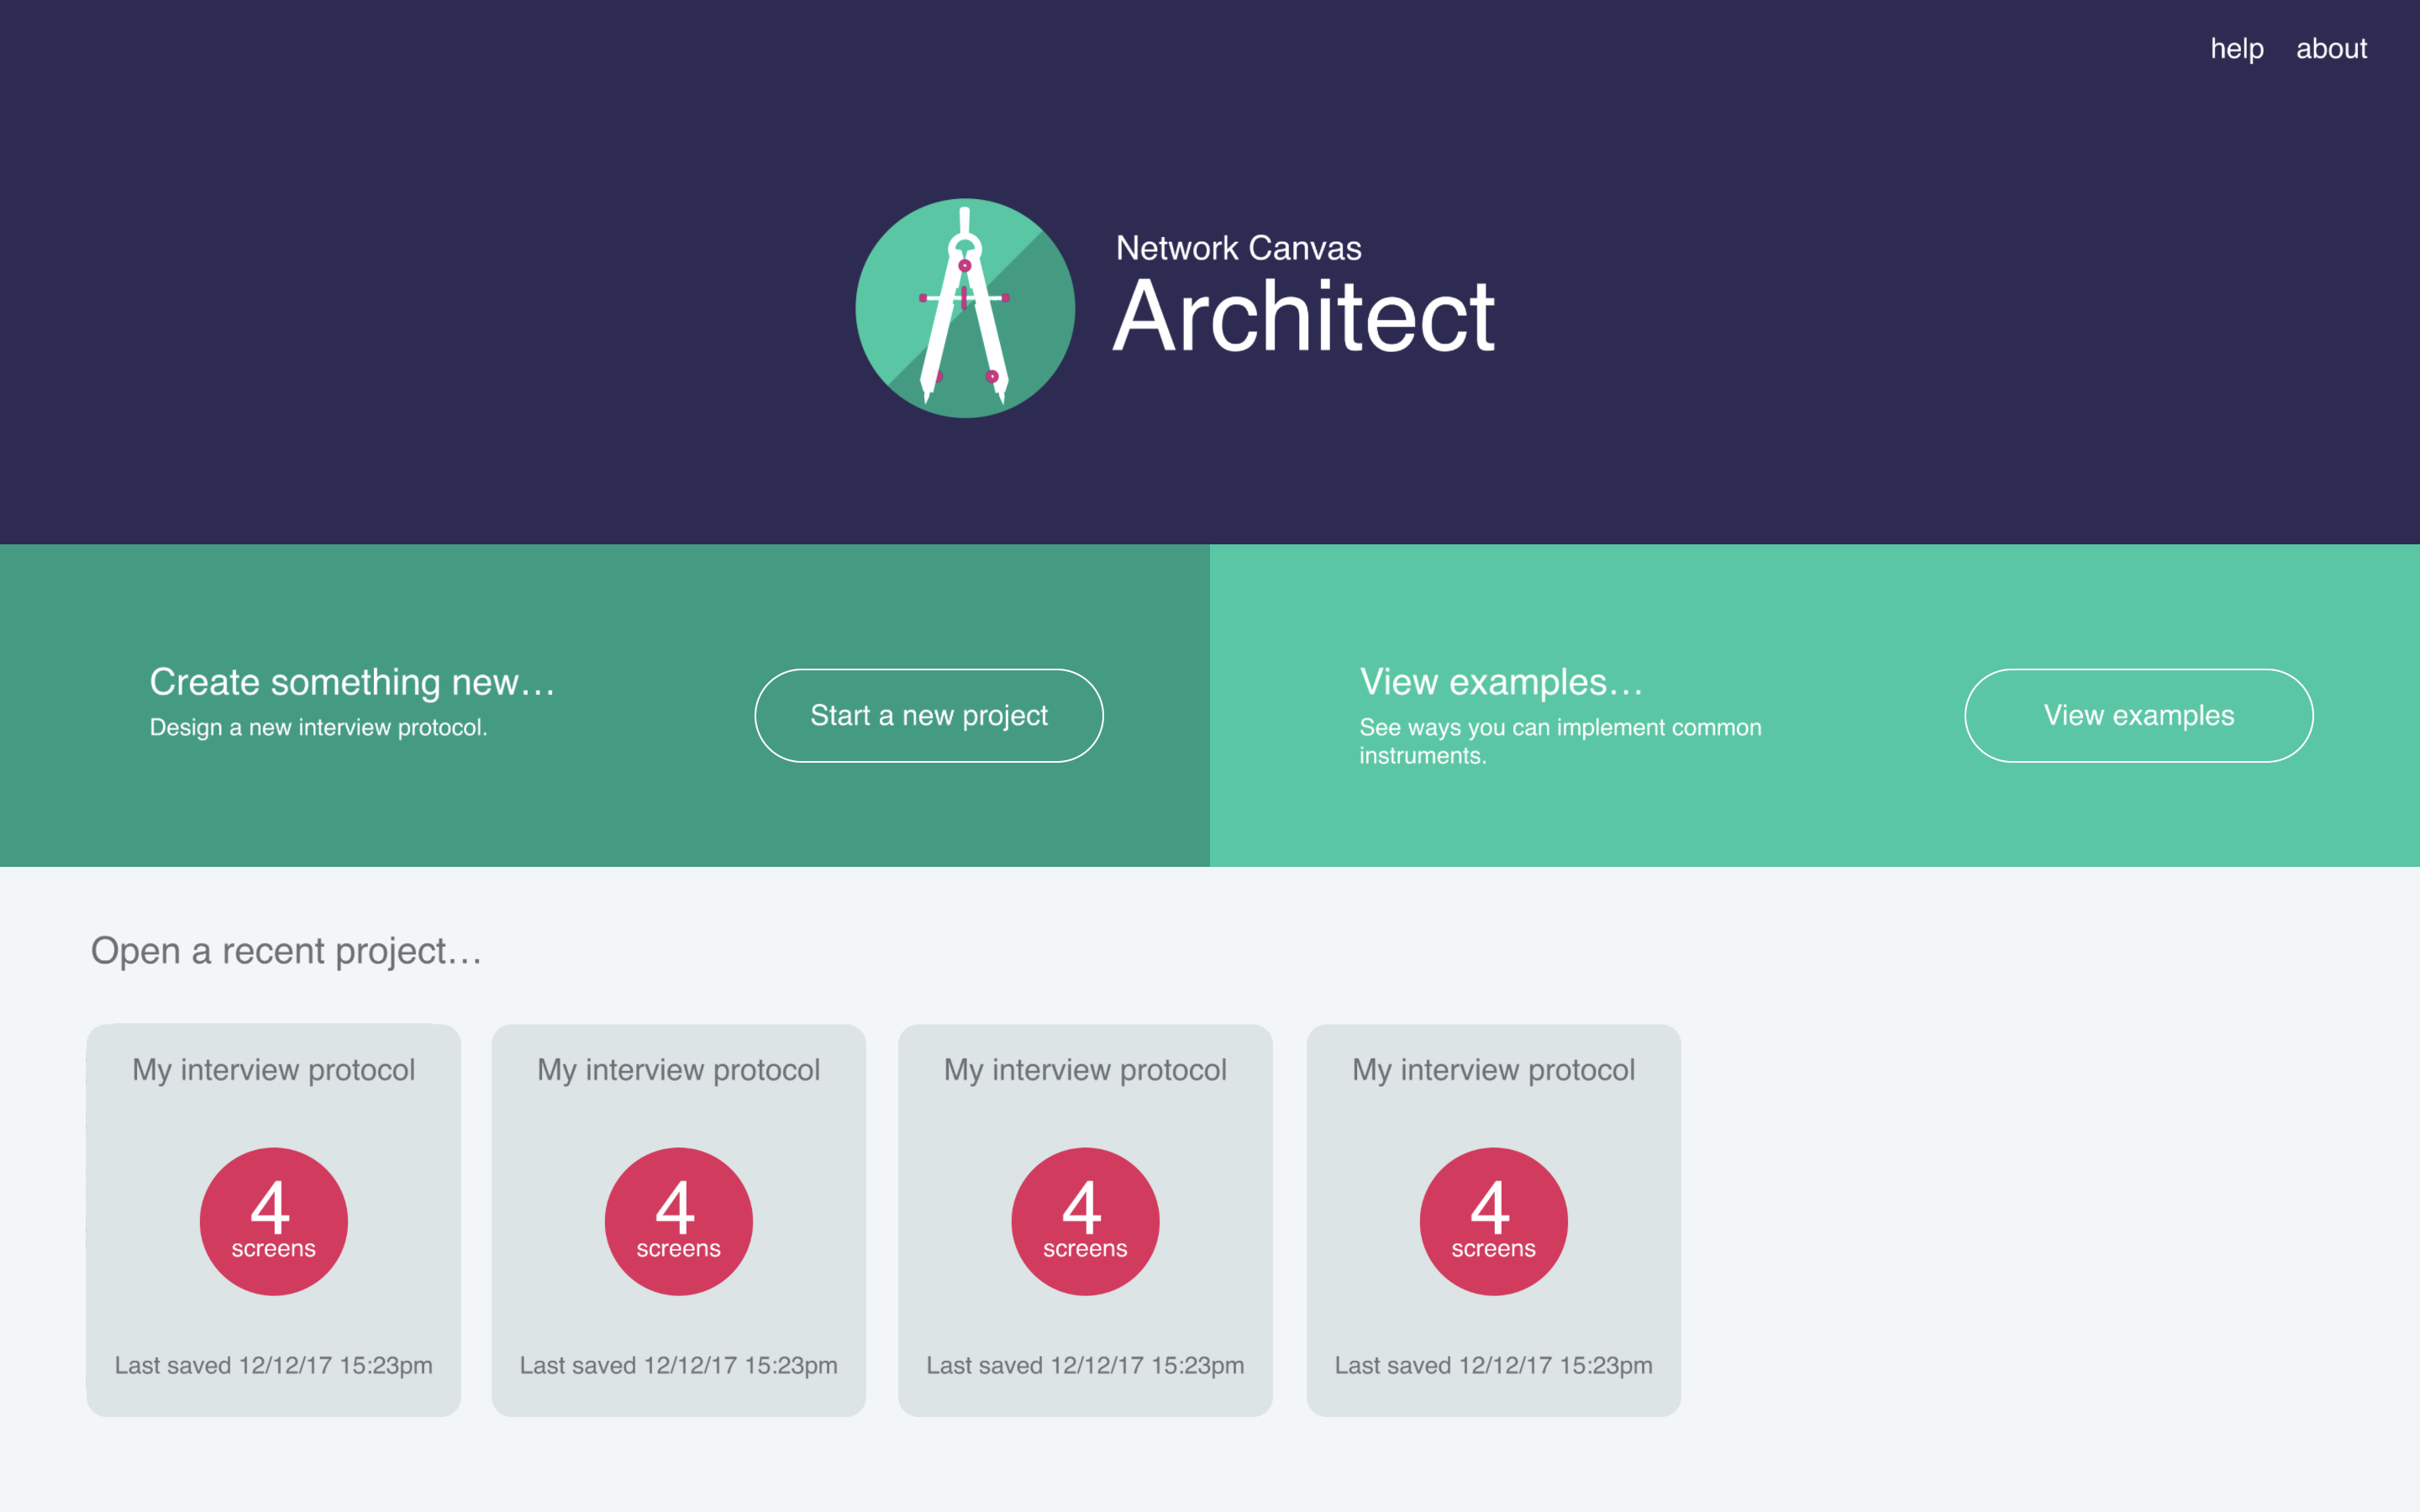 help about
Network Canvas
Architect
Create something new…
Design a new interview protocol.
Start a new project
View examples…
See ways you can implement common
instruments.
View examples
Open a recent project…
My interview protocol
4
screens
Last saved 12/12/17 15:23pm
My interview protocol
4
screens
Last saved 12/12/17 15:23pm
My interview protocol
4
screens
Last saved 12/12/17 15:23pm
My interview protocol
4
screens
Last saved 12/12/17 15:23pm